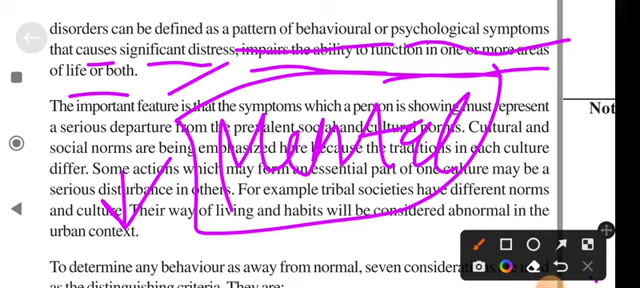 disorders can be defined as a pattern of behavioural or psychological symptoms
that causes significant distress, impairs the ability to function in one or more areas
of life or both.
The important feature is that the symptoms which a person is showing must represent
a serious departure from the prevalent social and cultural norms. Cultural and
social norms are being emphasized here because the traditions in each culture
differ. Some actions which may form an essential part of one culture may be a
serious disturbance in others. For example tribal societies have different norms
and culture. Their way of living and habits will be considered abnormal in the
urban context.
To determine any behaviour as away from normal, seven considerations are used
as the distinguishing criteria. They are:
Mental
Not